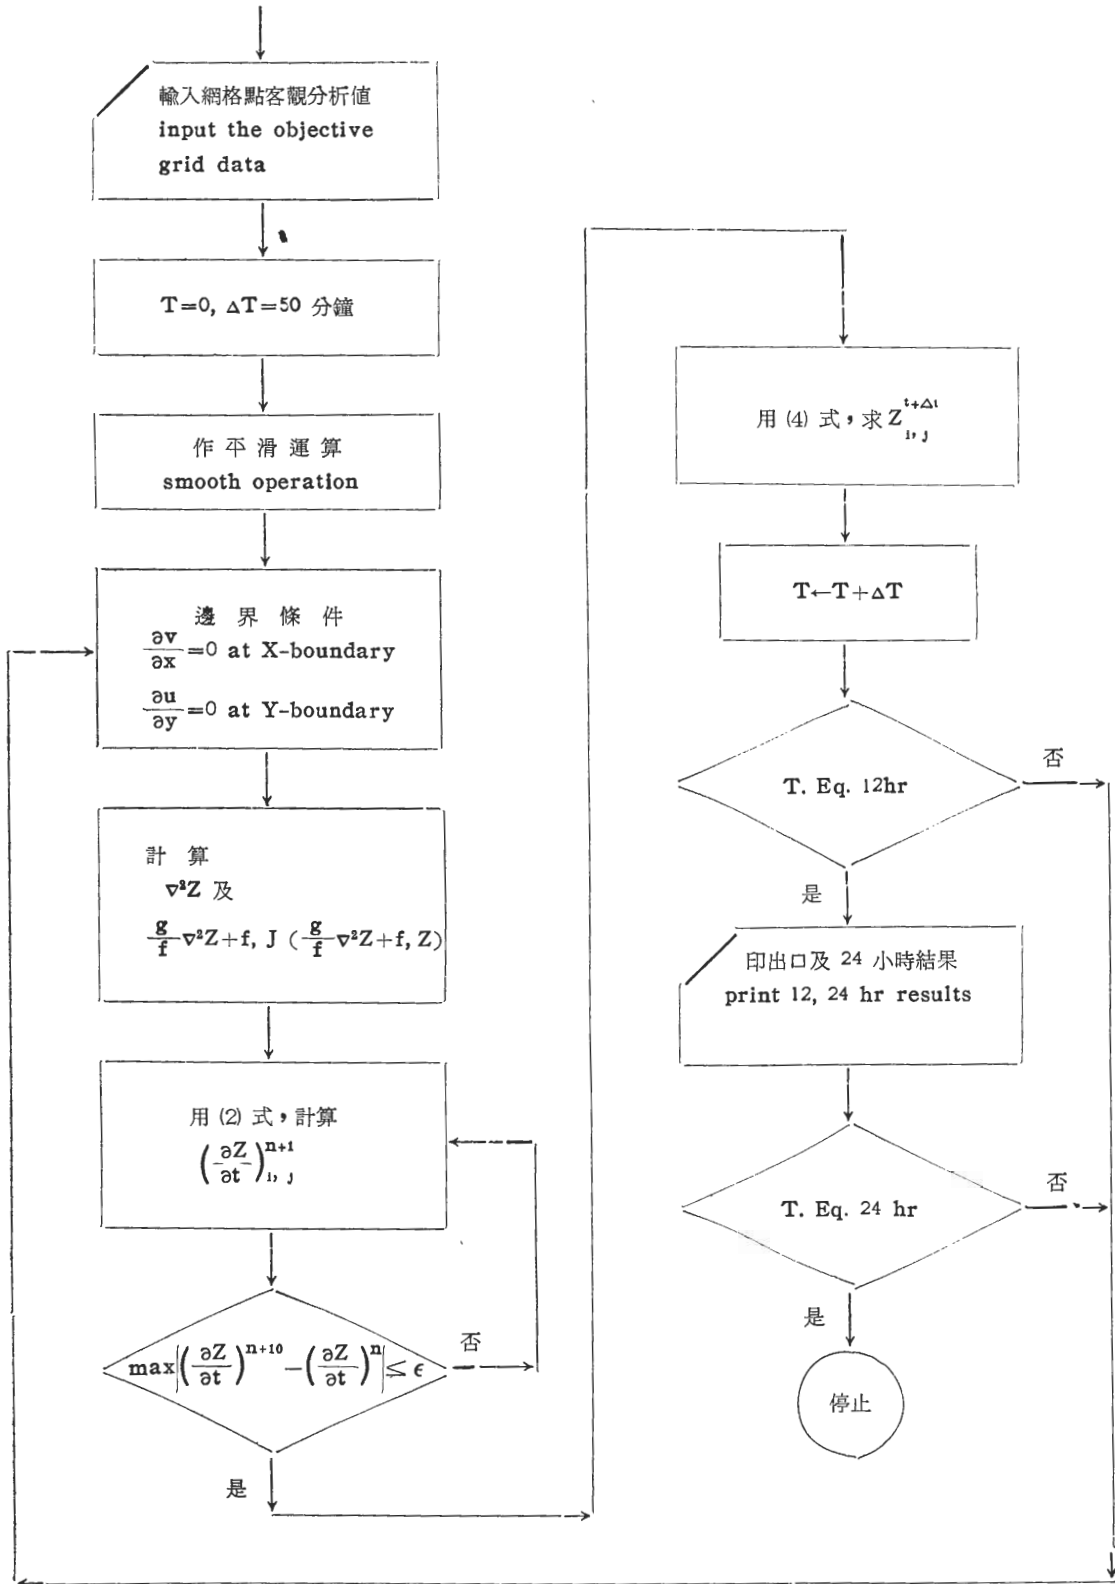 輸入網格點客觀分析值
input the objective
grid data
T=0, ΔT=50 分鐘
作平滑運算
smooth operation
邊界條件
∂v/∂x=0 at X-boundary
∂u/∂y=0 at Y-boundary
計算
∇²Z 及
g/f ∇²Z+f, J ( g/f ∇²Z+f, Z)
用 (2) 式，計算
(∂Z/∂t)ⁿ⁺¹ i, j
max|(∂Z/∂t)ⁿ⁺¹⁰−(∂Z/∂t)ⁿ|≤ ϵ
否
是
用 (4) 式，求 Z t+Δt i, j
T←T+ΔT
T. Eq. 12hr
否
是
印出口及 24 小時結果
print 12, 24 hr results
T. Eq. 24 hr
否
是
停止